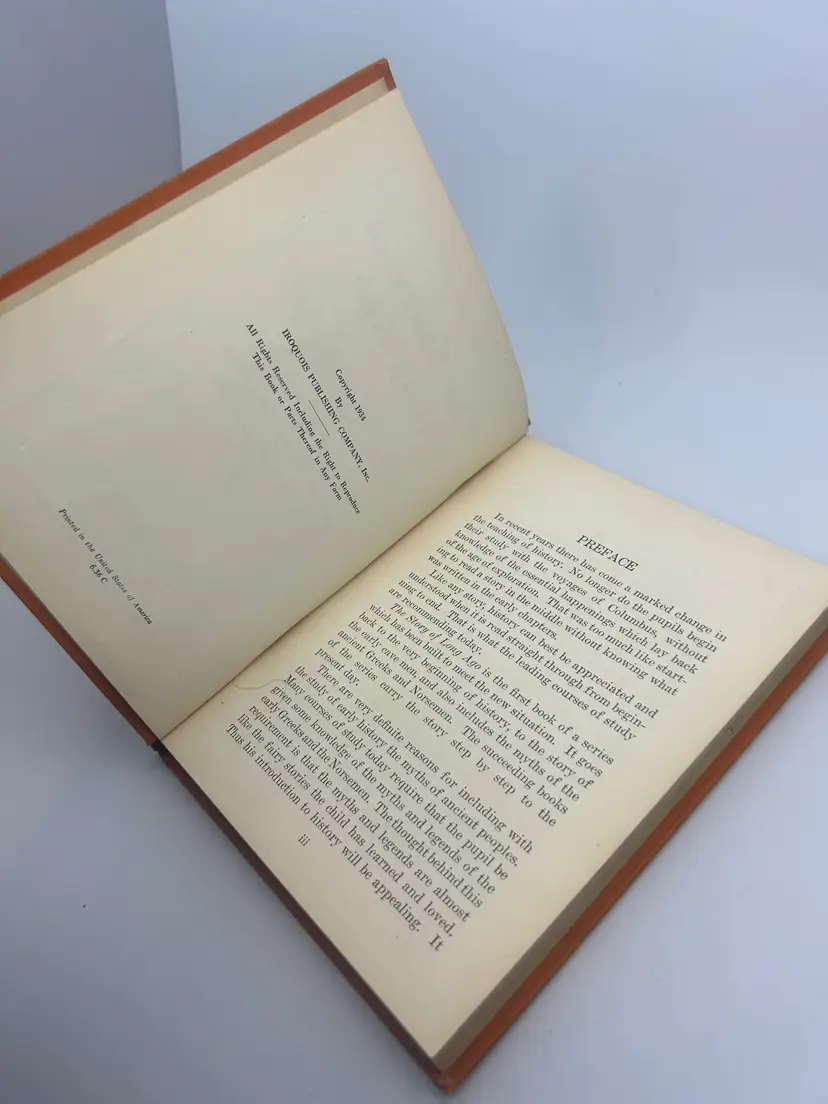 Copyright 1934
By
IROQUOIS PUBLISHING COMPANY, Inc.
All Rights Reserved Including the Right to Reproduce
This Book or Parts Thereof in Any Form
Printed in the United States of America
6.36 C
PREFACE
In recent years there has come a marked change in
the teaching of history. No longer do the pupils begin
their study with the voyages of Columbus, without
knowledge of the essential happenings which lay back
of the age of exploration. That was too much like start-
ing to read a story in the middle without knowing what
was written in the early chapters.
Like any story, history can best be appreciated and
understood when it is read straight through from begin-
ning to end. That is what the leading courses of study
are recommending today.
The Story of Long Ago is the first book of a series
which has been built to meet the new situation. It goes
back to the very beginning of history, to the story of
the early cave men, and also includes the myths of the
ancient Greeks and Norsemen. The succeeding books
of the series carry the story step by step to the
present day.
There are very definite reasons for including with
the study of early history the myths of ancient peoples.
Many courses of study today require that the pupil be
given some knowledge of the myths and legends of the
early Greeks and the Norsemen. The thought behind this
requirement is that the myths and legends are almost
like the fairy stories the child has learned and loved.
Thus his introduction to history will be appealing. It
iii